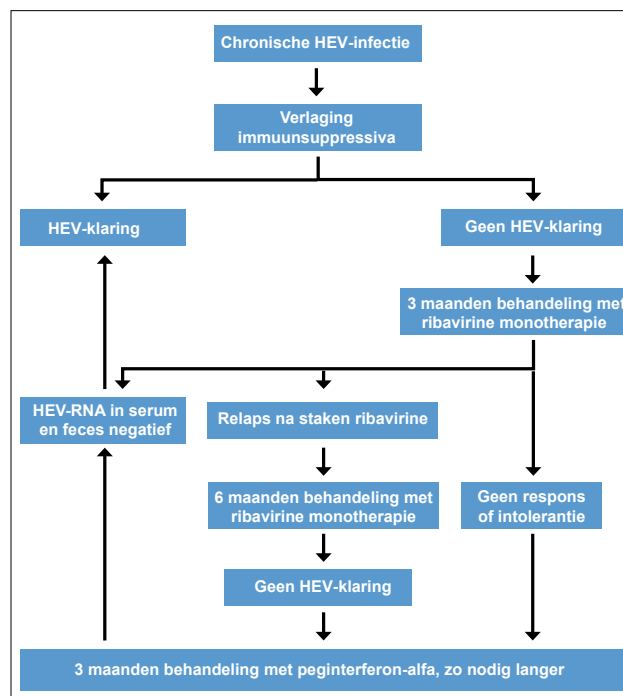 Chronische HEV-infectie
Verlaging
immuunsuppressiva
HEV-klaring
Geen HEV-klaring
3 maanden behandeling met
ribavirine monotherapie
HEV-RNA in serum
en feces negatief
Relaps na staken ribavirine
6 maanden behandeling met
ribavirine monotherapie
Geen respons
of intolerantie
Geen HEV-klaring
3 maanden behandeling met peginterferon-alfa, zo nodig langer